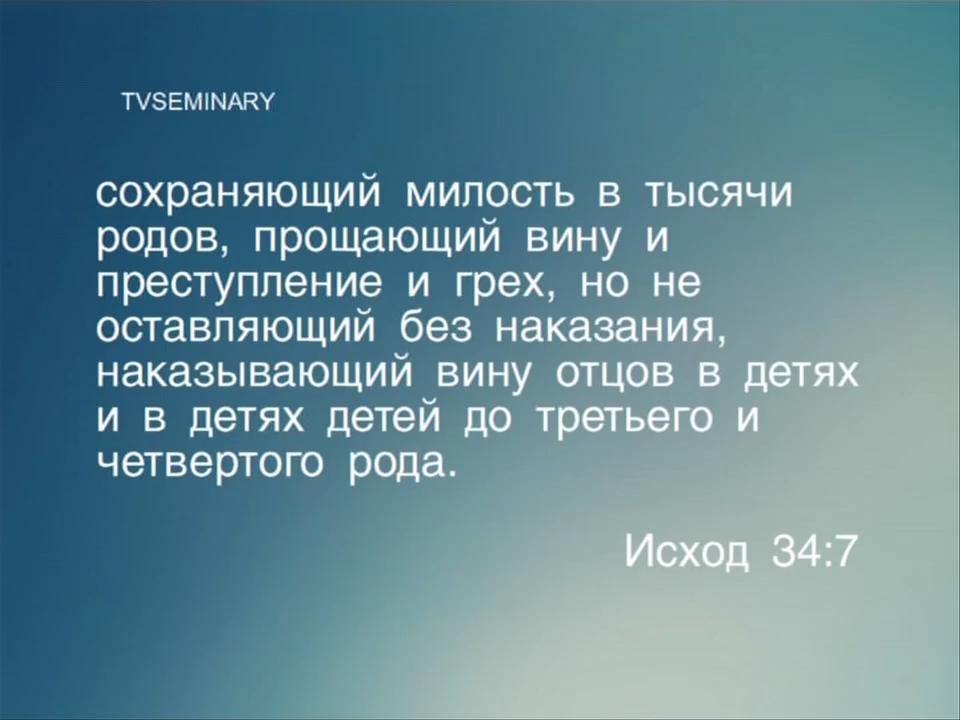 TVSEMINARY
сохраняющий милость в тысячи
родов, прощающий вину и
преступление и грех, но не
оставляющий без наказания,
наказывающий вину отцов в детях
и в детях детей до третьего и
четвертого рода.
Исход 34:7